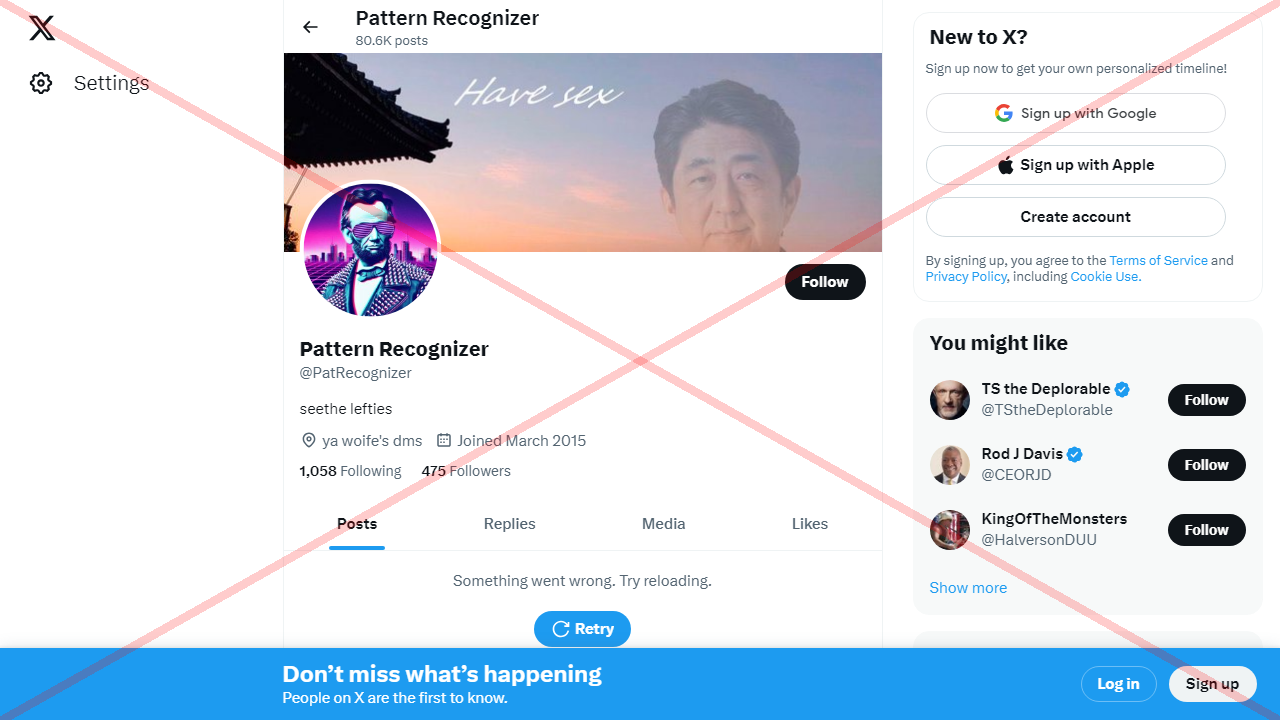 Settings
Pattern Recognizer
80.6K posts
Have sex
Follow
Pattern Recognizer
@PatRecognizer
seethe lefties
ya woife's dms Joined March 2015
1,058 Following 475 Followers
Posts Replies Media Likes
Something went wrong. Try reloading.
Retry
New to X?
Sign up now to get your own personalized timeline!
Sign up with Google
Sign up with Apple
Create account
By signing up, you agree to the Terms of Service and
Privacy Policy, including Cookie Use.
You might like
TS the Deplorable
@TStheDeplorable
Follow
Rod J Davis
@CEORJD
Follow
KingOfTheMonsters
@HalversonDUU
Follow
Show more
Don’t miss what’s happening
People on X are the first to know.
Log in
Sign up